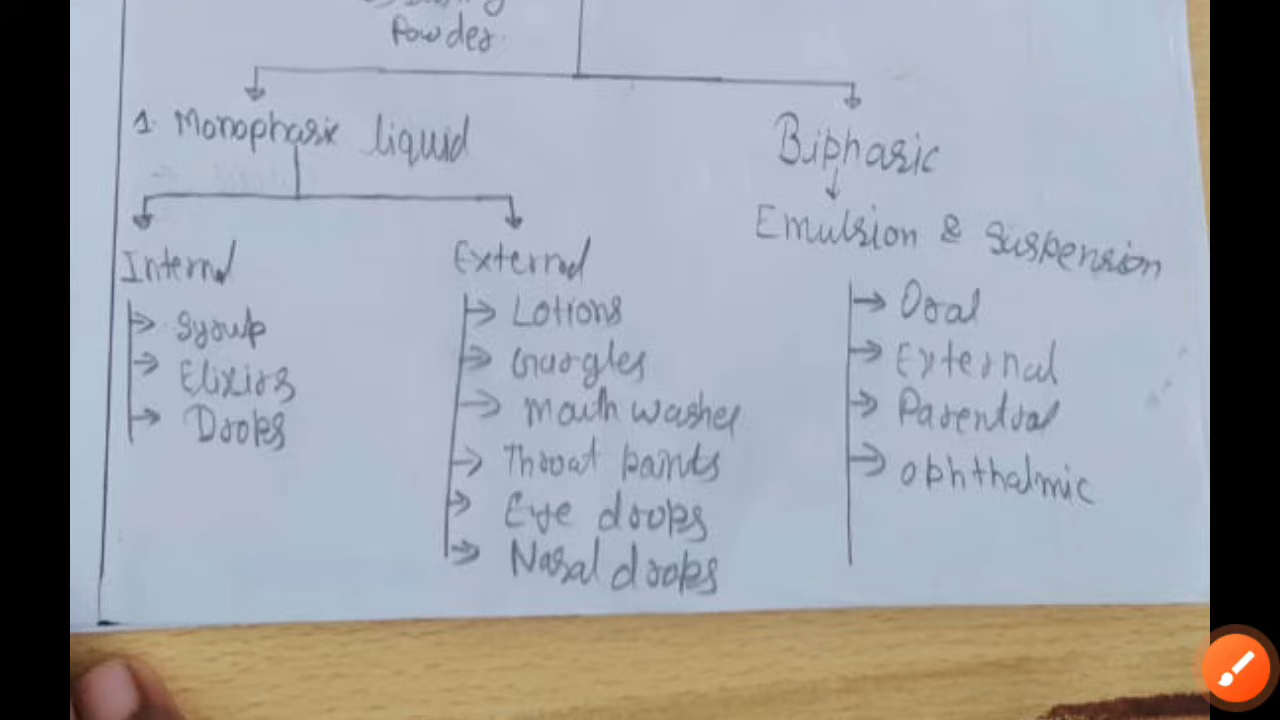 Powder
1. Monophasic liquid
Biphasic
Emulsion & Suspension
Internal
Syrup
Elixirs
Drops
External
Lotions
Gargles
Mouth washes
Throat paints
Eye drops
Nasal drops
Oral
External
Parentral
Ophthalmic